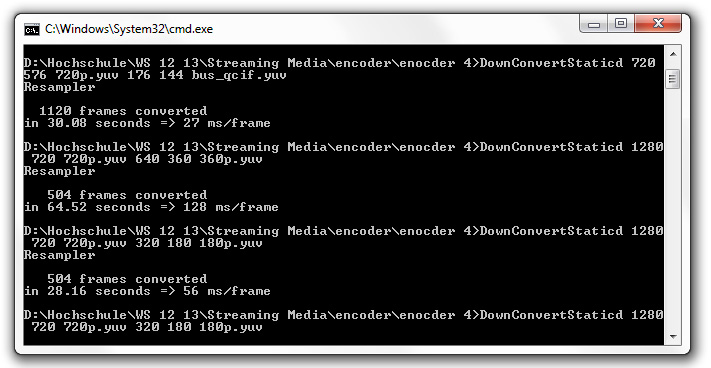 C:\Windows\System32\cmd.exe
D:\Hochschule\WS 12 13\Streaming Media\encoder\enocder 4>DownConvertStaticd 720
576 720p.yuv 176 144 bus_qcif.yuv
Resampler
1120 frames converted
in 30.08 seconds => 27 ms/frame
D:\Hochschule\WS 12 13\Streaming Media\encoder\enocder 4>DownConvertStaticd 1280
720 720p.yuv 640 360 360p.yuv
Resampler
504 frames converted
in 64.52 seconds => 128 ms/frame
D:\Hochschule\WS 12 13\Streaming Media\encoder\enocder 4>DownConvertStaticd 1280
720 720p.yuv 320 180 180p.yuv
Resampler
504 frames converted
in 28.16 seconds => 56 ms/frame
D:\Hochschule\WS 12 13\Streaming Media\encoder\enocder 4>DownConvertStaticd 1280
720 720p.yuv 320 180 180p.yuv